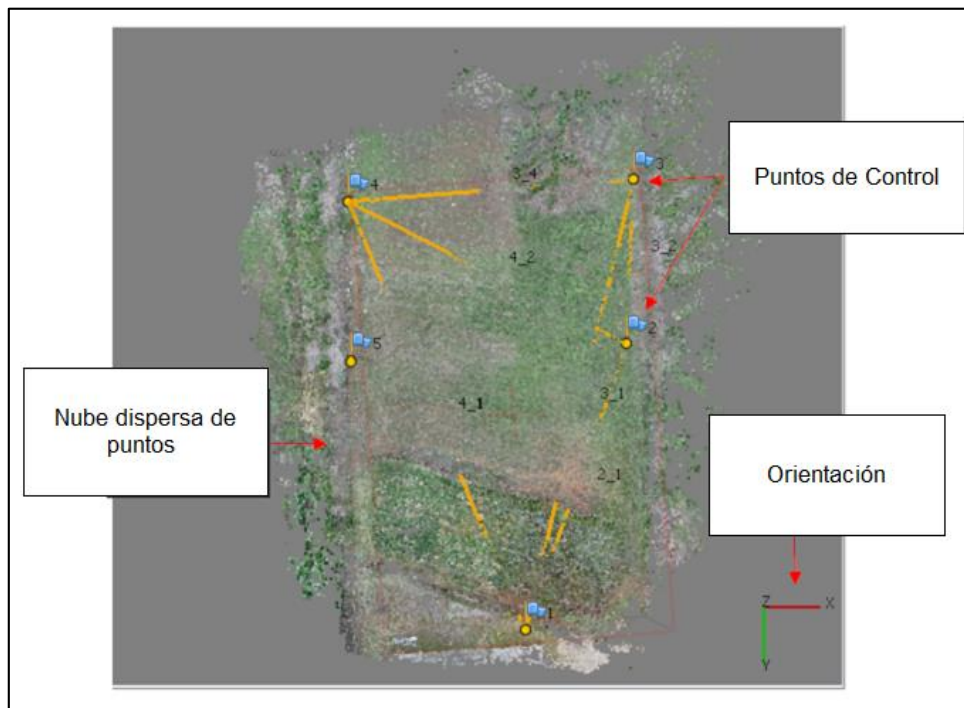 3
Puntos de Control
4
3_4
3_2
4_2
2
5
Nube dispersa de
puntos
4_1
3_1
2_1
Orientación
1
Z
X
Y